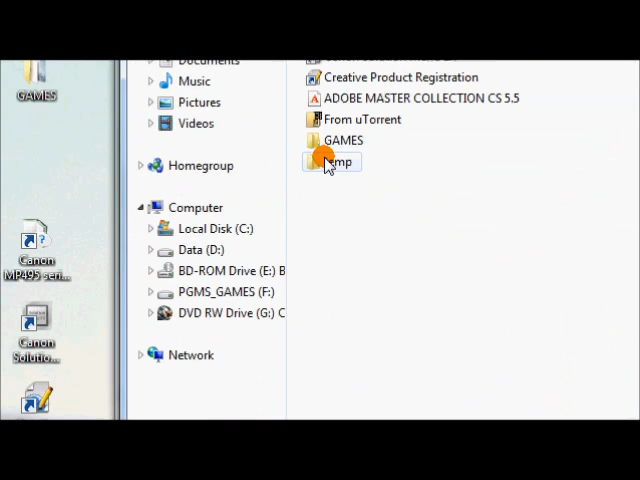 GAMES
Canon
MP495 seri...
Canon
Solutio...
Documents
Music
Pictures
Videos
Homegroup
Computer
Local Disk (C:)
Data (D:)
BD-ROM Drive (E:) B
PGMS_GAMES (F:)
DVD RW Drive (G:) C
Network
Creative Product Registration
ADOBE MASTER COLLECTION CS 5.5
From uTorrent
GAMES